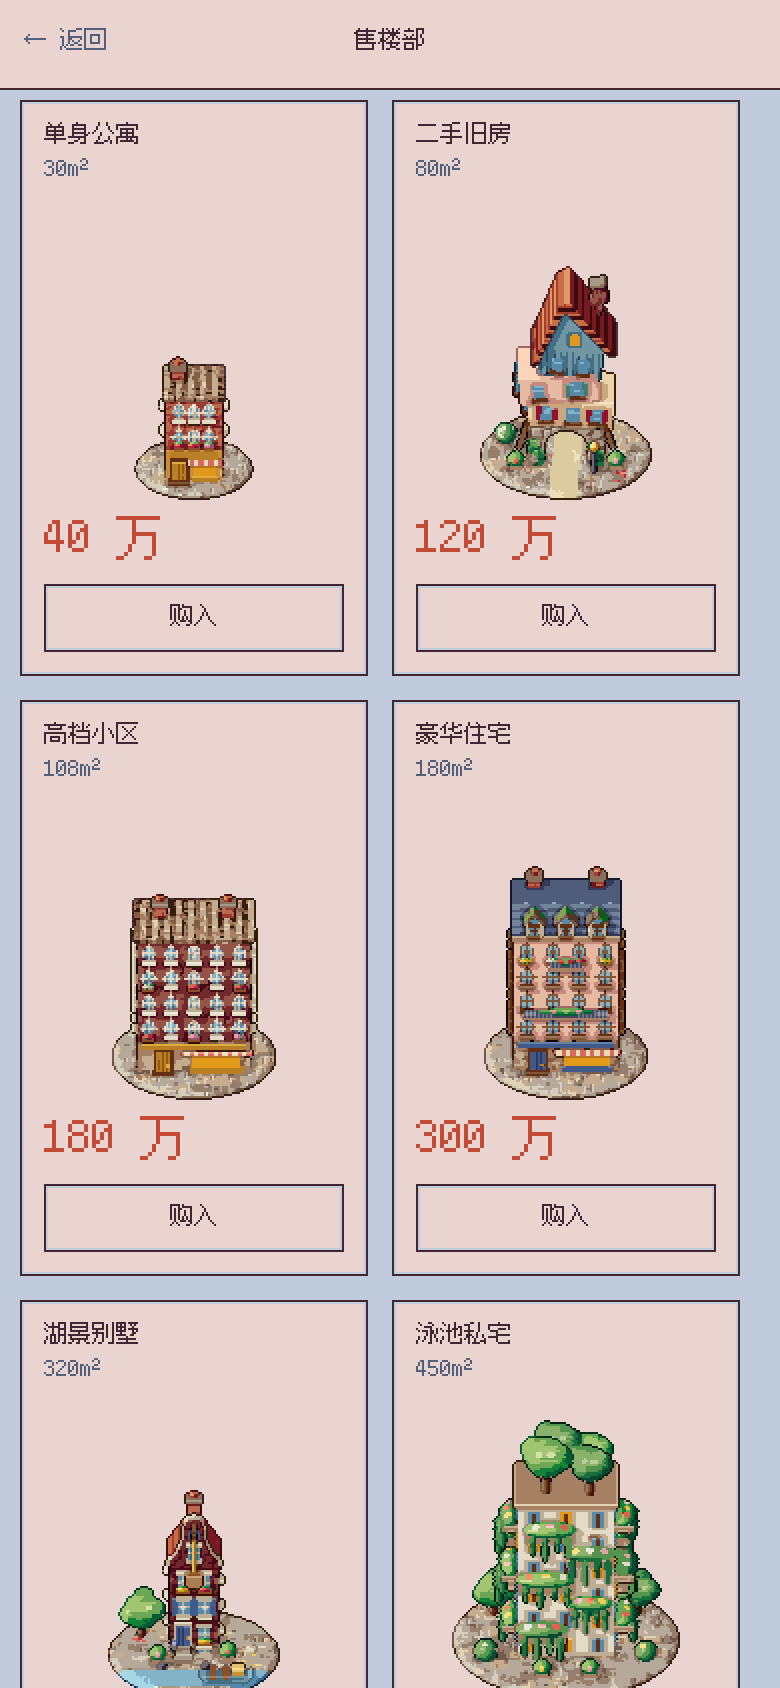 ← 返回
售楼部
单身公寓
30m²
40 万
购入
二手旧房
80m²
120 万
购入
高档小区
108m²
180 万
购入
豪华住宅
180m²
300 万
购入
湖景别墅
320m²
泳池私宅
450m²